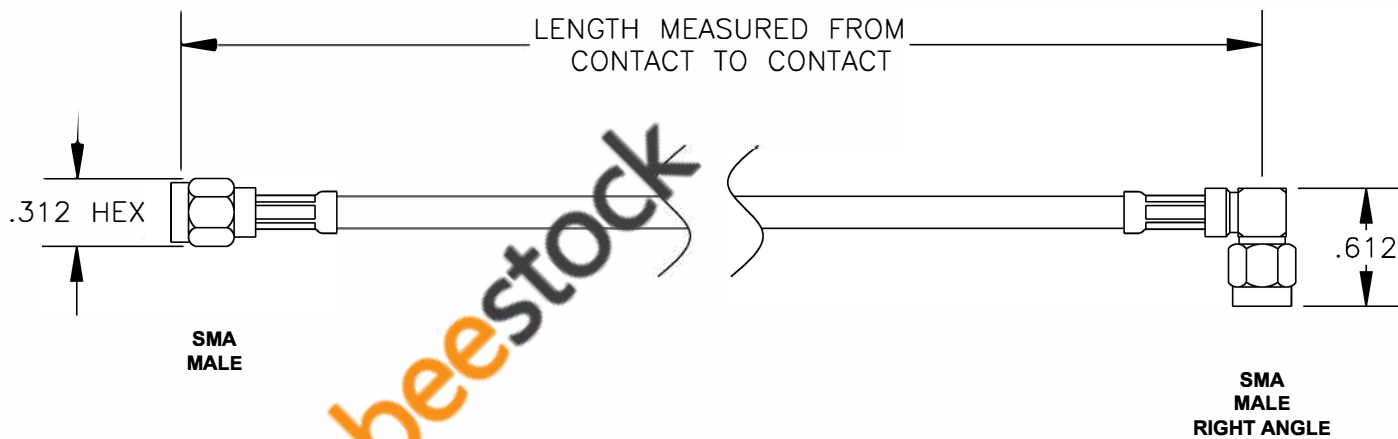 LENGTH MEASURED FROM
CONTACT TO CONTACT
.312 HEX
.612
SMA
MALE
SMA
MALE
RIGHT ANGLE
beestock